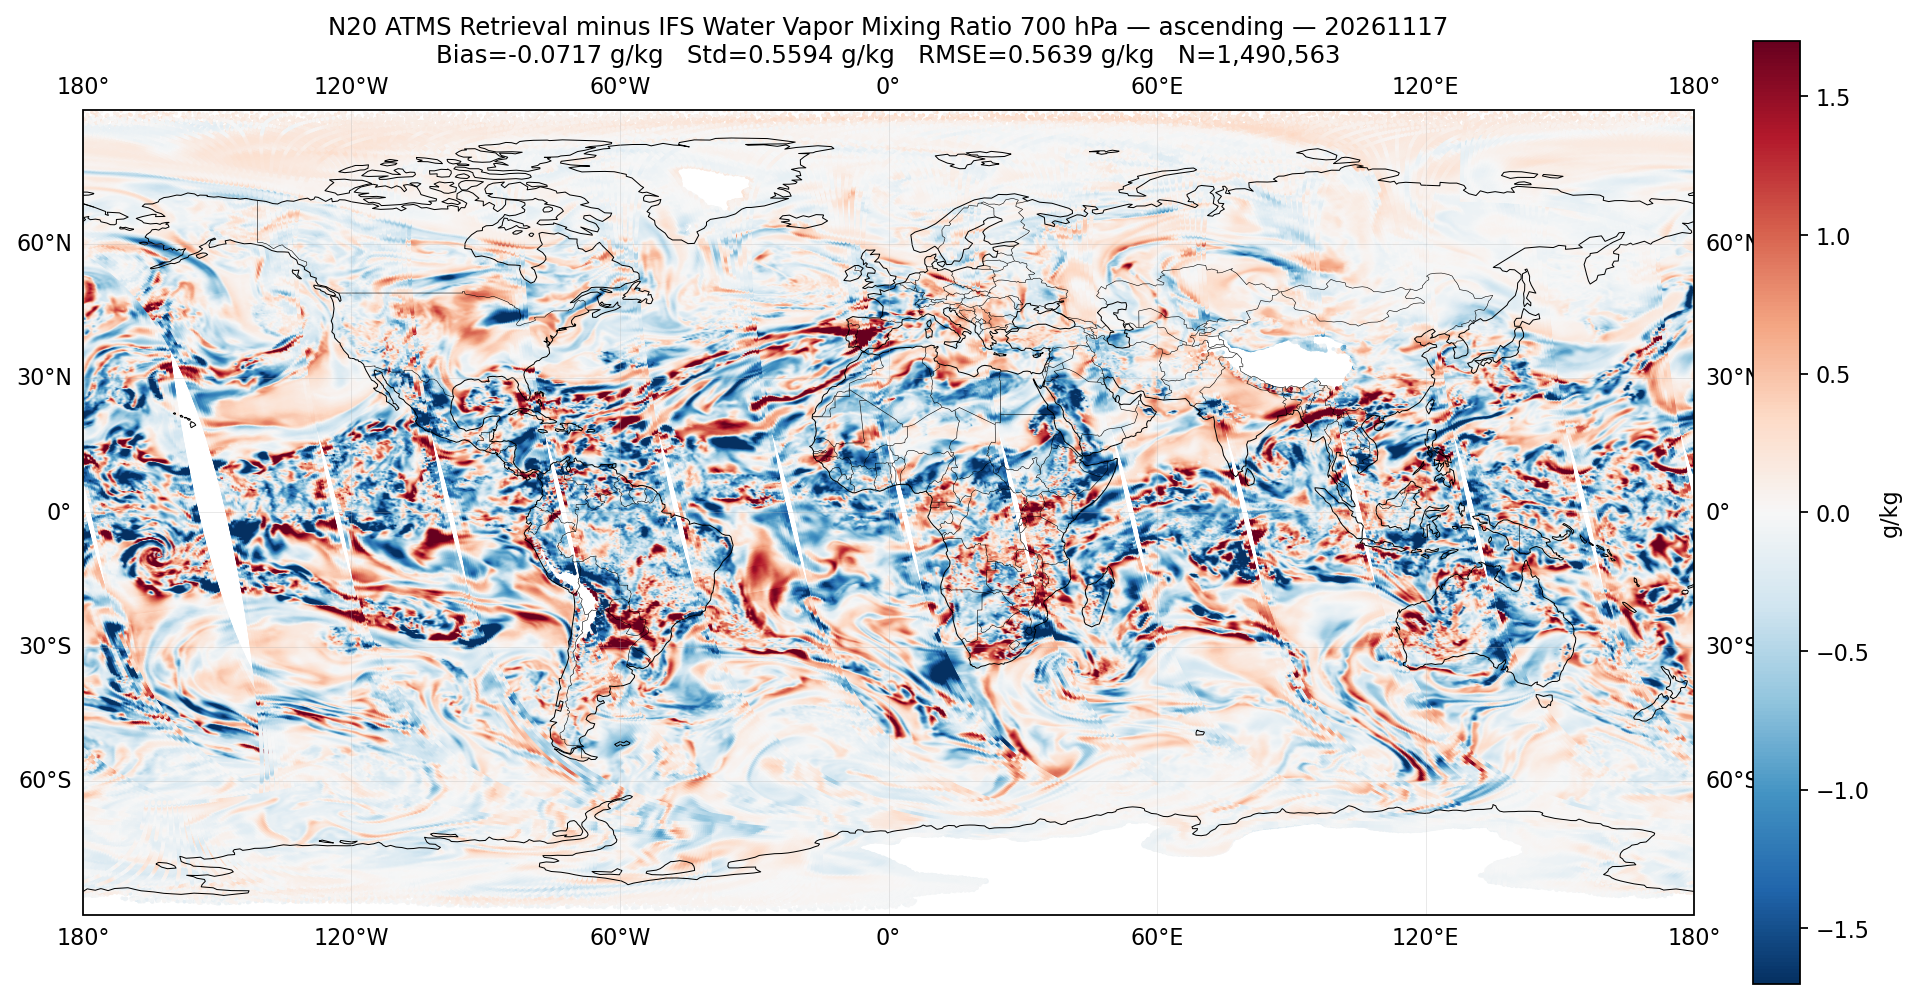 N20 ATMS Retrieval minus IFS Water Vapor Mixing Ratio 700 hPa — ascending — 20261117
Bias=-0.0717 g/kg   Std=0.5594 g/kg   RMSE=0.5639 g/kg   N=1,490,563
180° 120°W 60°W 0° 60°E 120°E 180°
60°N 60°N
30°N 30°N
0° 0°
30°S 30°S
60°S 60°S
180° 120°W 60°W 0° 60°E 120°E 180°
1.5
1.0
0.5
0.0
−0.5
−1.0
−1.5
g/kg